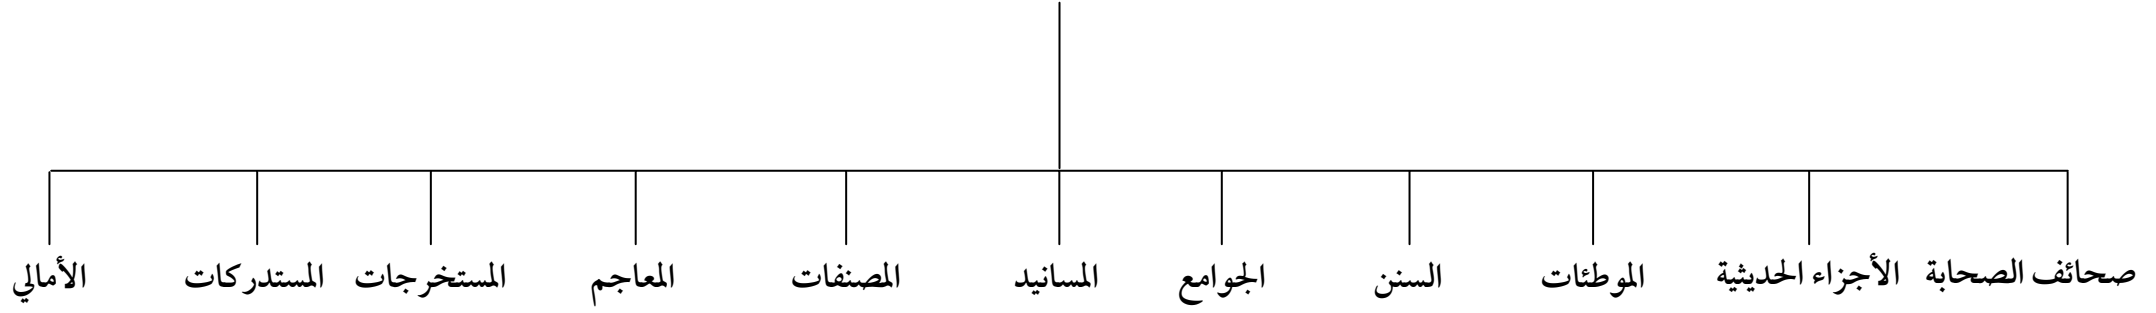 صحائف الصحابة
الأجزاء الحديثية
الموطئات
السنن
الجوامع
المسانيد
المصنفات
المعاجم
المستخرجات
المستدركات
الأمالي